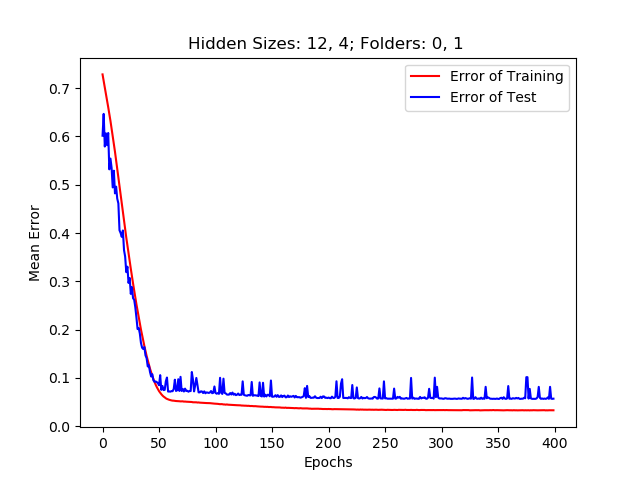 Hidden Sizes: 12, 4; Folders: 0, 1
Error of Training
Error of Test
Mean Error
0.7
0.6
0.5
0.4
0.3
0.2
0.1
0.0
0 50 100 150 200 250 300 350 400
Epochs